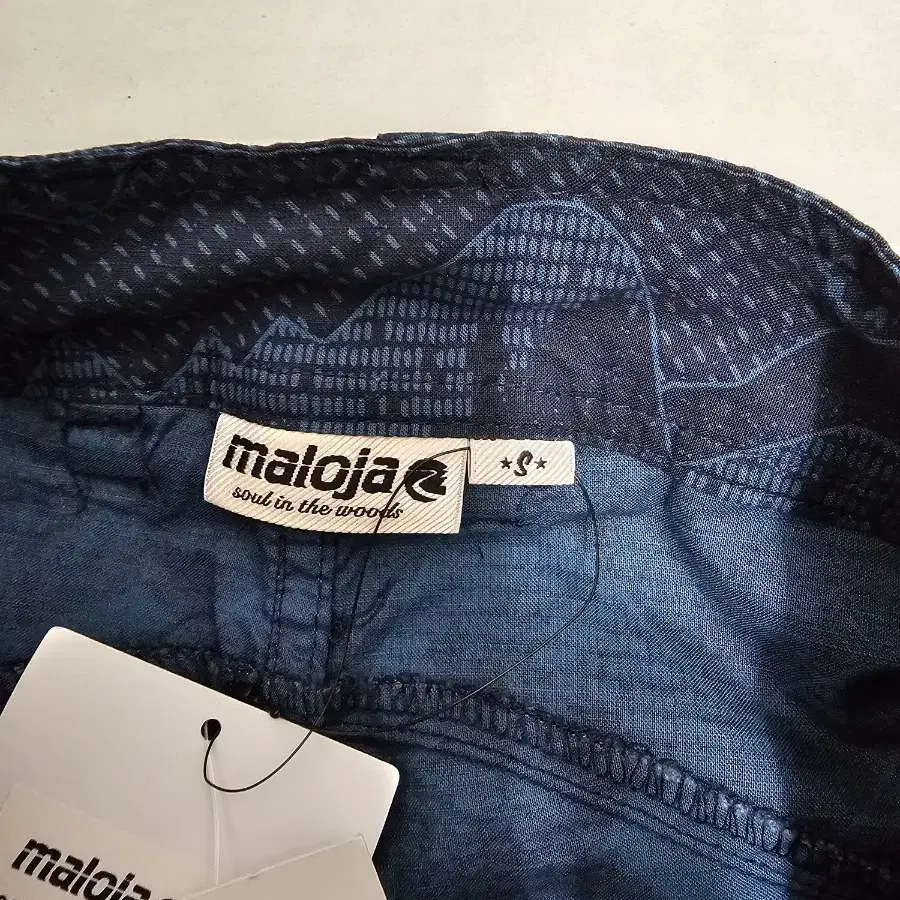 maloja
soul in the woods
★S★
maloja